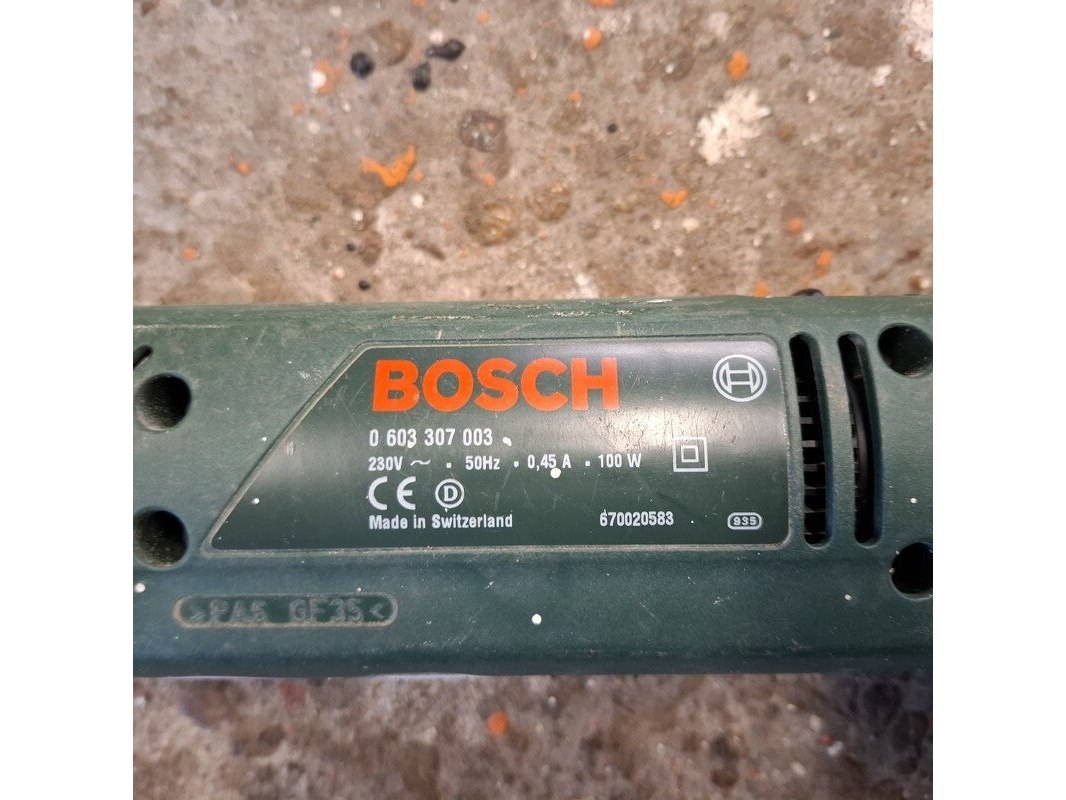 BOSCH
0 603 307 003
230V ~ · 50Hz · 0,45 A · 100 W
CE D
Made in Switzerland 670020583 935
>PA6 GF35<